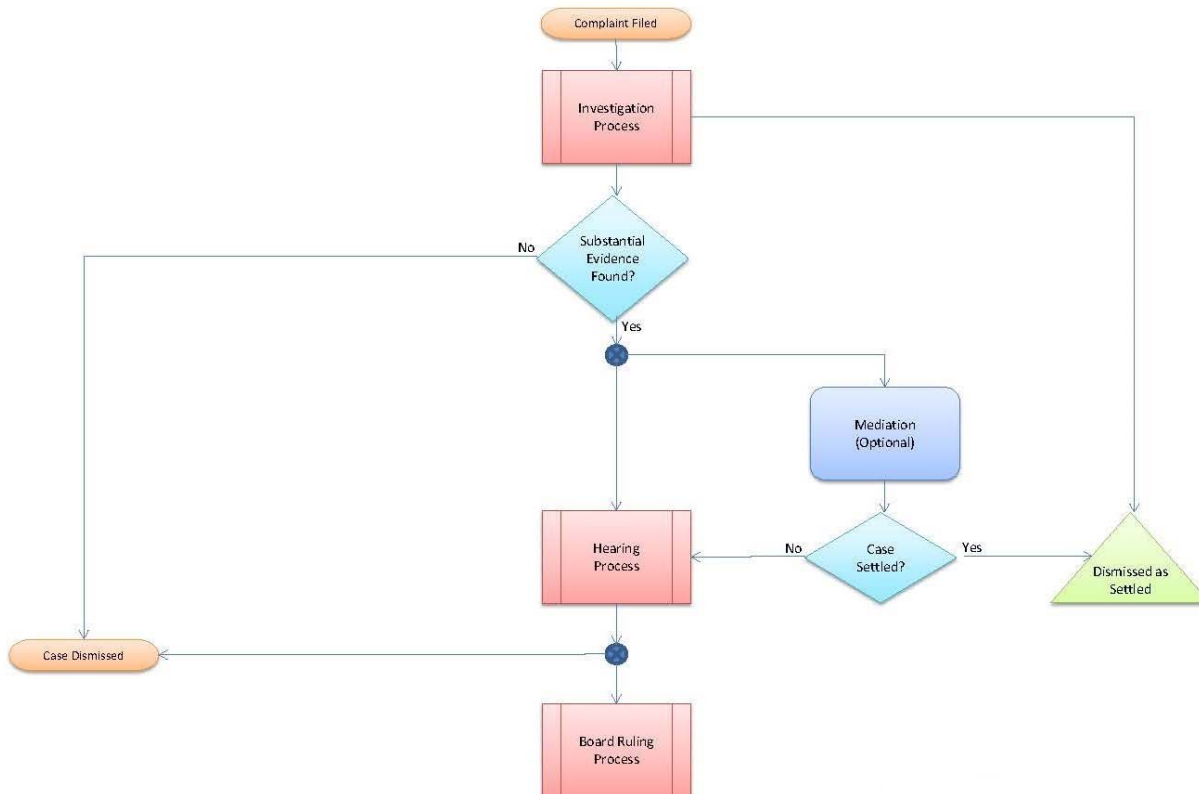 Complaint Filed
Investigation
Process
Substantial
Evidence
Found?
No
Yes
Mediation
(Optional)
Hearing
Process
No
Case
Settled?
Yes
Dismissed as
Settled
Case Dismissed
Board Ruling
Process